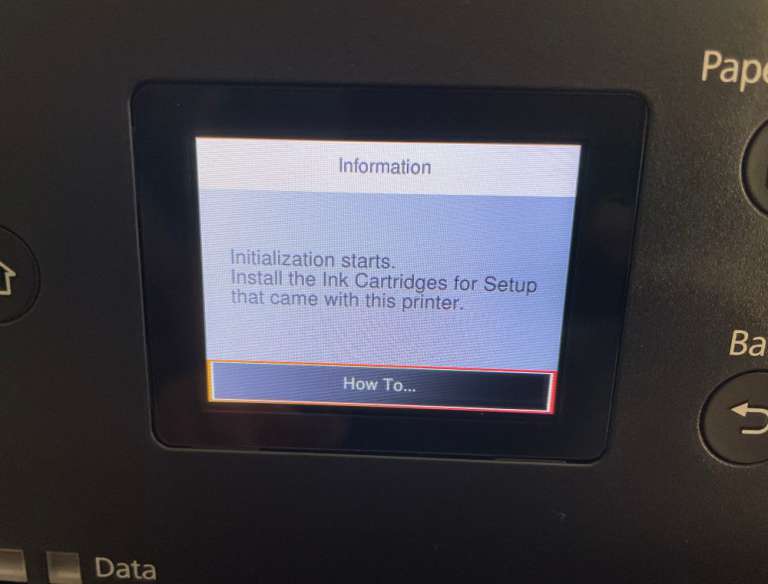 Information
Initialization starts.
Install the Ink Cartridges for Setup
that came with this printer.
How To...
Data